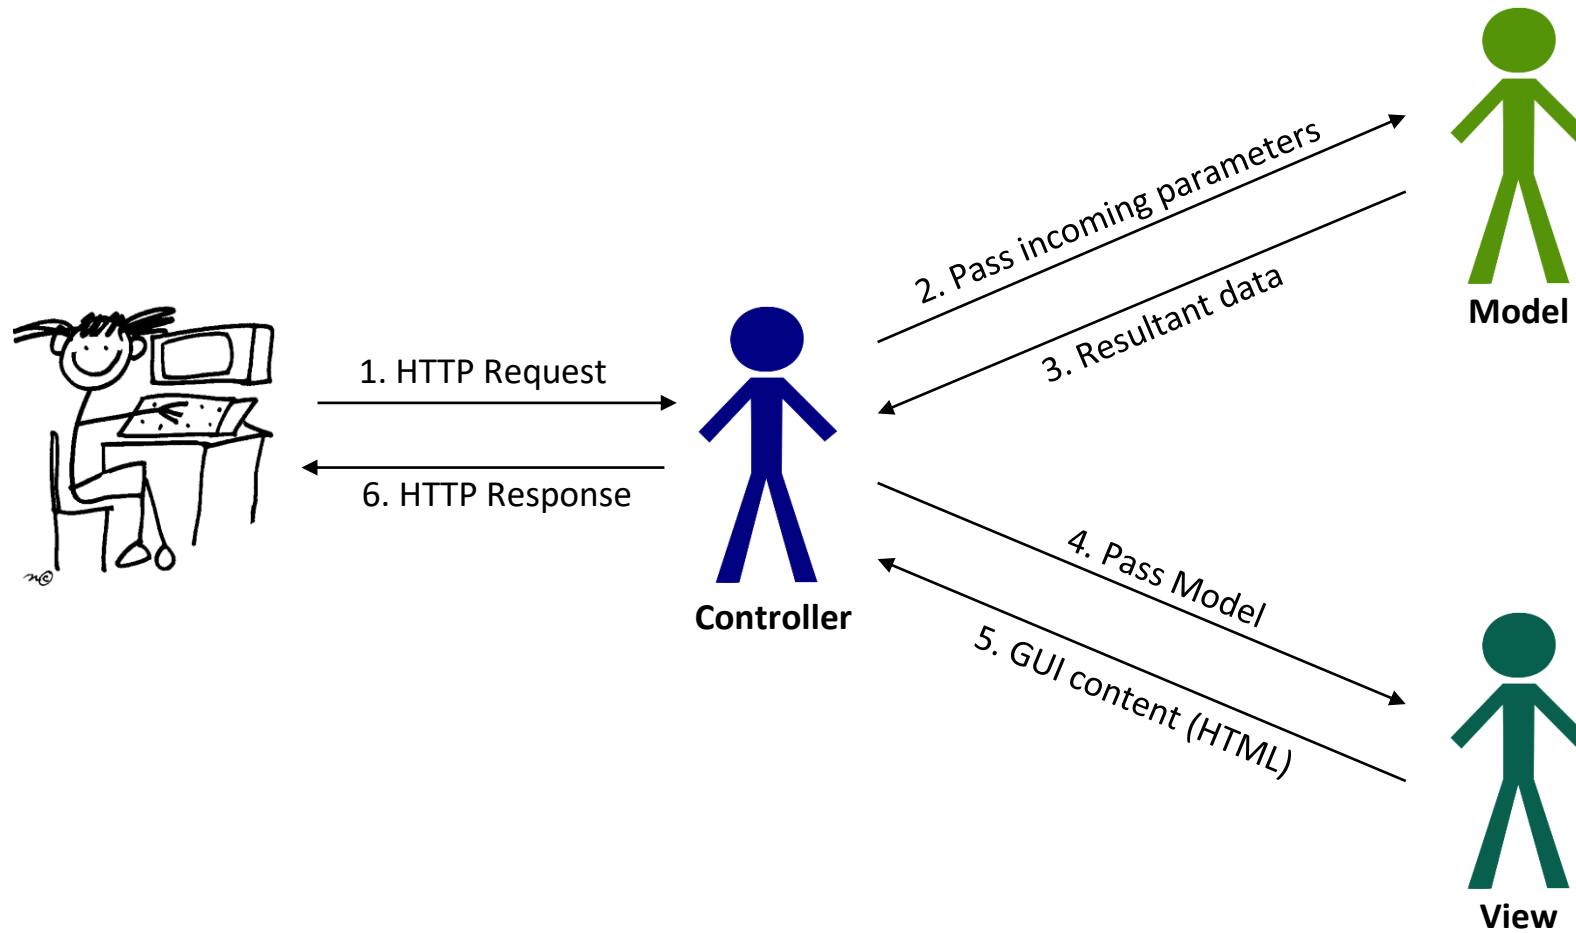 1. HTTP Request
2. Pass incoming parameters
3. Resultant data
Model
6. HTTP Response
Controller
4. Pass Model
5. GUI content (HTML)
View